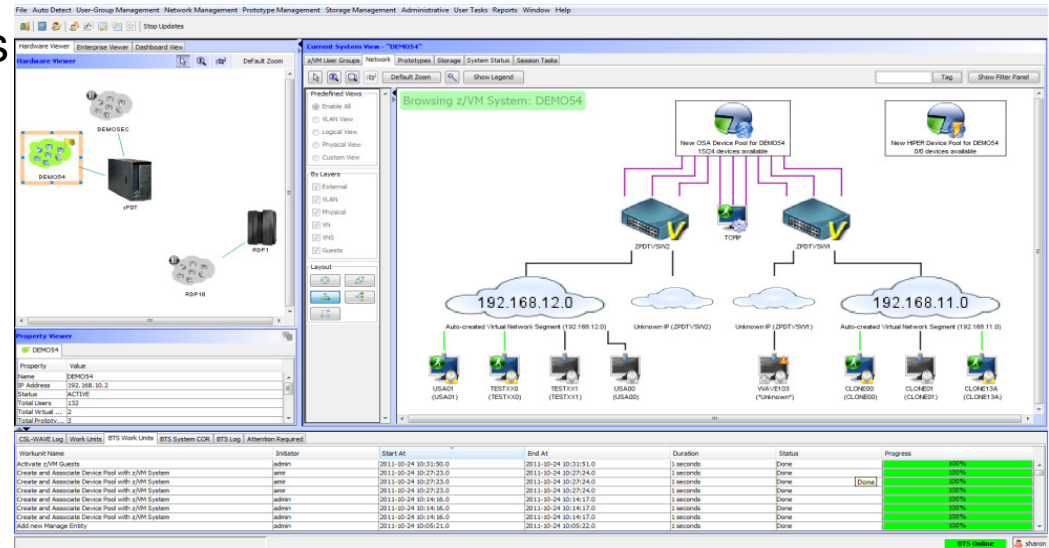 File Auto Detect User-Group Management Network Management Prototype Management Storage Management Administrative User Tasks Reports Window Help
Stop Updates
s
Hardware Viewer Enterprise Viewer Dashboard View
Hardware Viewer Default Zoom
DEMOSEC
DEMO54
zPDT
RDP1
RDP18
Property Viewer
DEMO54
Property Value
Name DEMO54
IP Address 192.168.10.2
Status ACTIVE
Total Users 132
Total Virtual ... 2
Total Prototy... 3
Current System View - "DEMO54"
z/VM User Groups Network Prototypes Storage System Status Session Tasks
Default Zoom Show Legend Tag Show Filter Panel
Predefined Views
Enable All
VLAN View
Logical View
Physical View
Custom View
By Layers
External
VLAN
Physical
VN
VNS
Guests
Layout
Browsing z/VM System: DEMO54
New OSA Device Pool for DEMO54
15/24 devices available
New HIPER Device Pool for DEMO54
0/0 devices available
ZPDTVSW2
TCPIP
ZPDTVSW1
192.168.12.0
192.168.11.0
Auto-created Virtual Network Segment (192.168.12.0)
Unknown IP (ZPDTVSW2)
Unknown IP (ZPDTVSW1)
Auto-created Virtual Network Segment (192.168.11.0)
USA01
(USA01)
TESTXX0
(TESTXX0)
TESTXX1
(TESTXX1)
USA00
(USA00)
WAVE103
(*Unknown*)
CLONE00
(CLONE00)
CLONE01
(CLONE01)
CLONE13A
(CLONE13A)
CSL-WAVE Log Work Units BTS Work Units BTS System COR BTS Log Attention Required
Workunit Name Initiator Start At End At Duration Status Progress
Activate z/VM Guests admin 2011-10-24 10:31:50.0 2011-10-24 10:31:51.0 1 seconds Done 100%
Create and Associate Device Pool with z/VM System amir 2011-10-24 10:27:23.0 2011-10-24 10:27:24.0 1 seconds Done 100%
Create and Associate Device Pool with z/VM System amir 2011-10-24 10:27:23.0 2011-10-24 10:27:24.0 1 seconds Done Done 100%
Create and Associate Device Pool with z/VM System amir 2011-10-24 10:27:23.0 2011-10-24 10:27:24.0 1 seconds Done 100%
Create and Associate Device Pool with z/VM System admin 2011-10-24 10:14:16.0 2011-10-24 10:14:17.0 1 seconds Done 100%
Create and Associate Device Pool with z/VM System admin 2011-10-24 10:14:16.0 2011-10-24 10:14:17.0 1 seconds Done 100%
Create and Associate Device Pool with z/VM System admin 2011-10-24 10:14:16.0 2011-10-24 10:14:17.0 1 seconds Done 100%
Add new Manage Entity admin 2011-10-24 10:05:21.0 2011-10-24 10:05:22.0 1 seconds Done 100%
BTS Online sharon